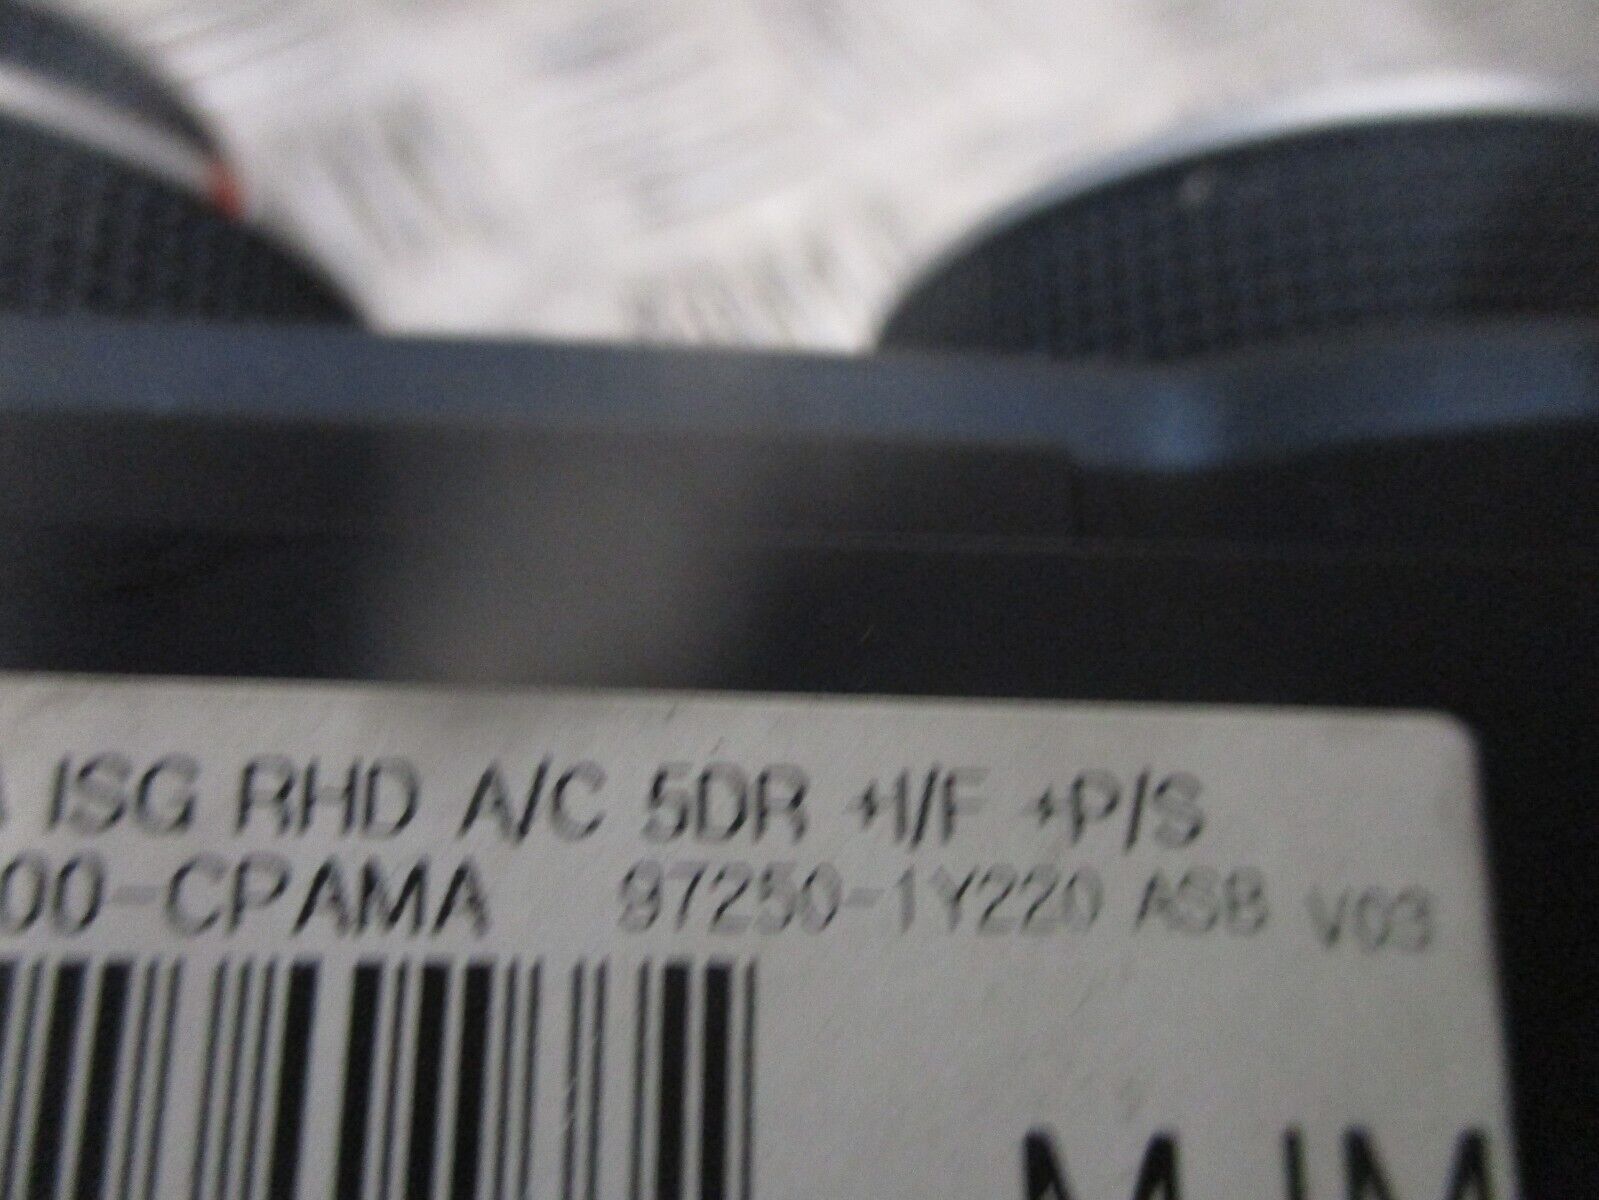 ISG RHD A/C 5DR +I/F +P/S
00-CPAMA 97250-1Y220 ASB V03